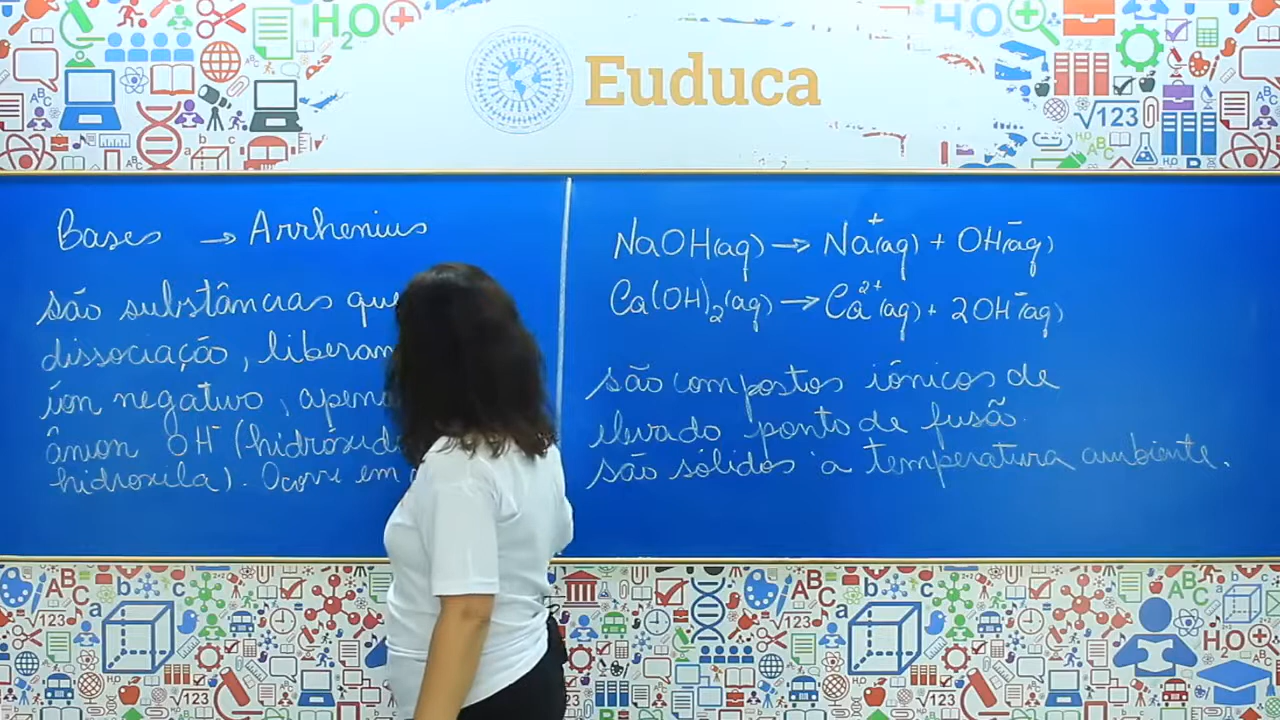 Euduca
Bases → Arrhenius
são substâncias que
dissociação, liberam
íon negativo, apena
ânion OH⁻ (hidróxid
hidroxila). Ocorre em
NaOH(aq) → Na⁺(aq) + OH⁻(aq)
Ca(OH)₂(aq) → Ca²⁺(aq) + 2OH⁻(aq)
são compostos iônicos de
elevado ponto de fusão.
são sólidos à temperatura ambiente.